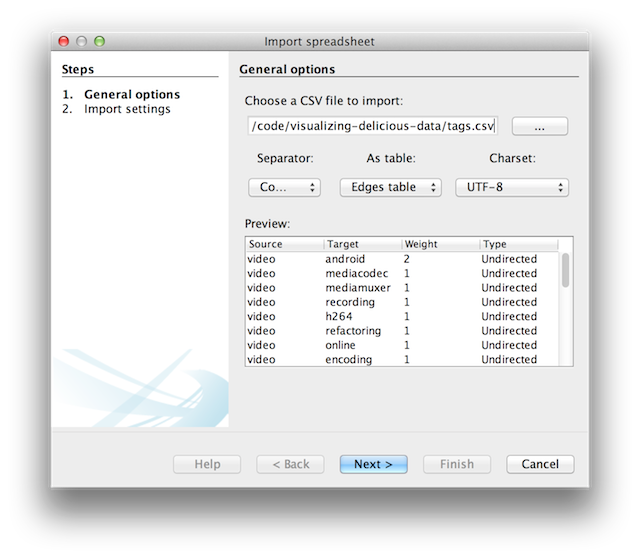 Import spreadsheet
Steps
1. General options
2. Import settings
General options
Choose a CSV file to import:
/code/visualizing-delicious-data/tags.csv
...
Separator: As table: Charset:
Co... Edges table UTF-8
Preview:
Source Target Weight Type
video android 2 Undirected
video mediacodec 1 Undirected
video mediamuxer 1 Undirected
video recording 1 Undirected
video h264 1 Undirected
video refactoring 1 Undirected
video online 1 Undirected
video encoding 1 Undirected
Help < Back Next > Finish Cancel